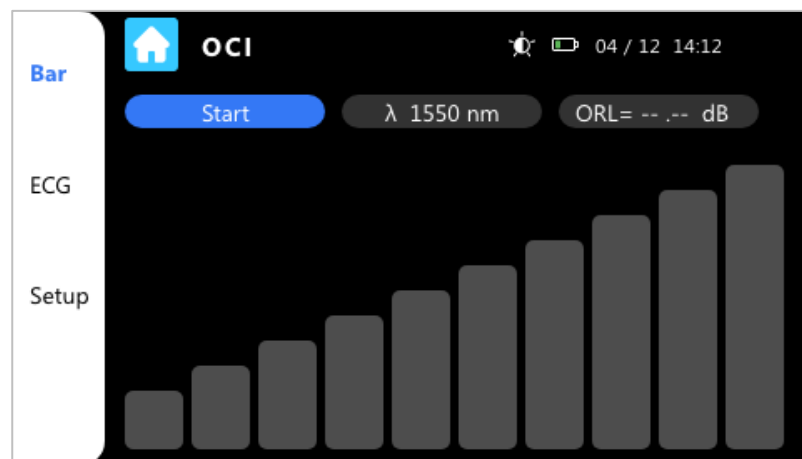 OCI 04 / 12 14:12
Bar
Start λ 1550 nm ORL= -- .-- dB
ECG
Setup